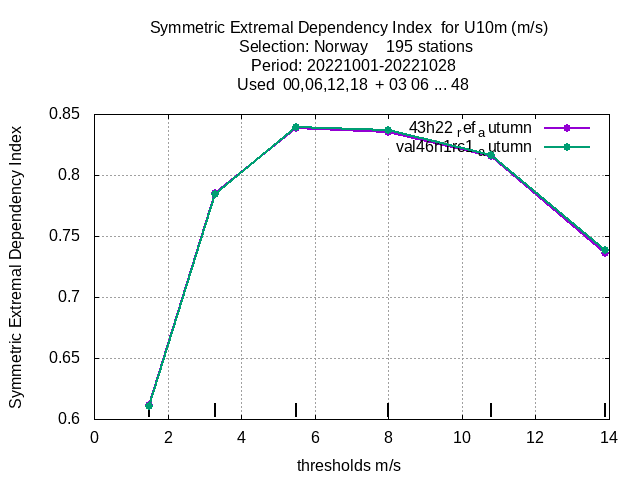 Symmetric Extremal Dependency Index for U10m (m/s)
Selection: Norway 195 stations
Period: 20221001-20221028
Used 00,06,12,18 + 03 06 ... 48
Symmetric Extremal Dependency Index
0.85
0.8
0.75
0.7
0.65
0.6
43h22refautumn
autumn
0 2 4 6 8 10 12 14
thresholds m/s